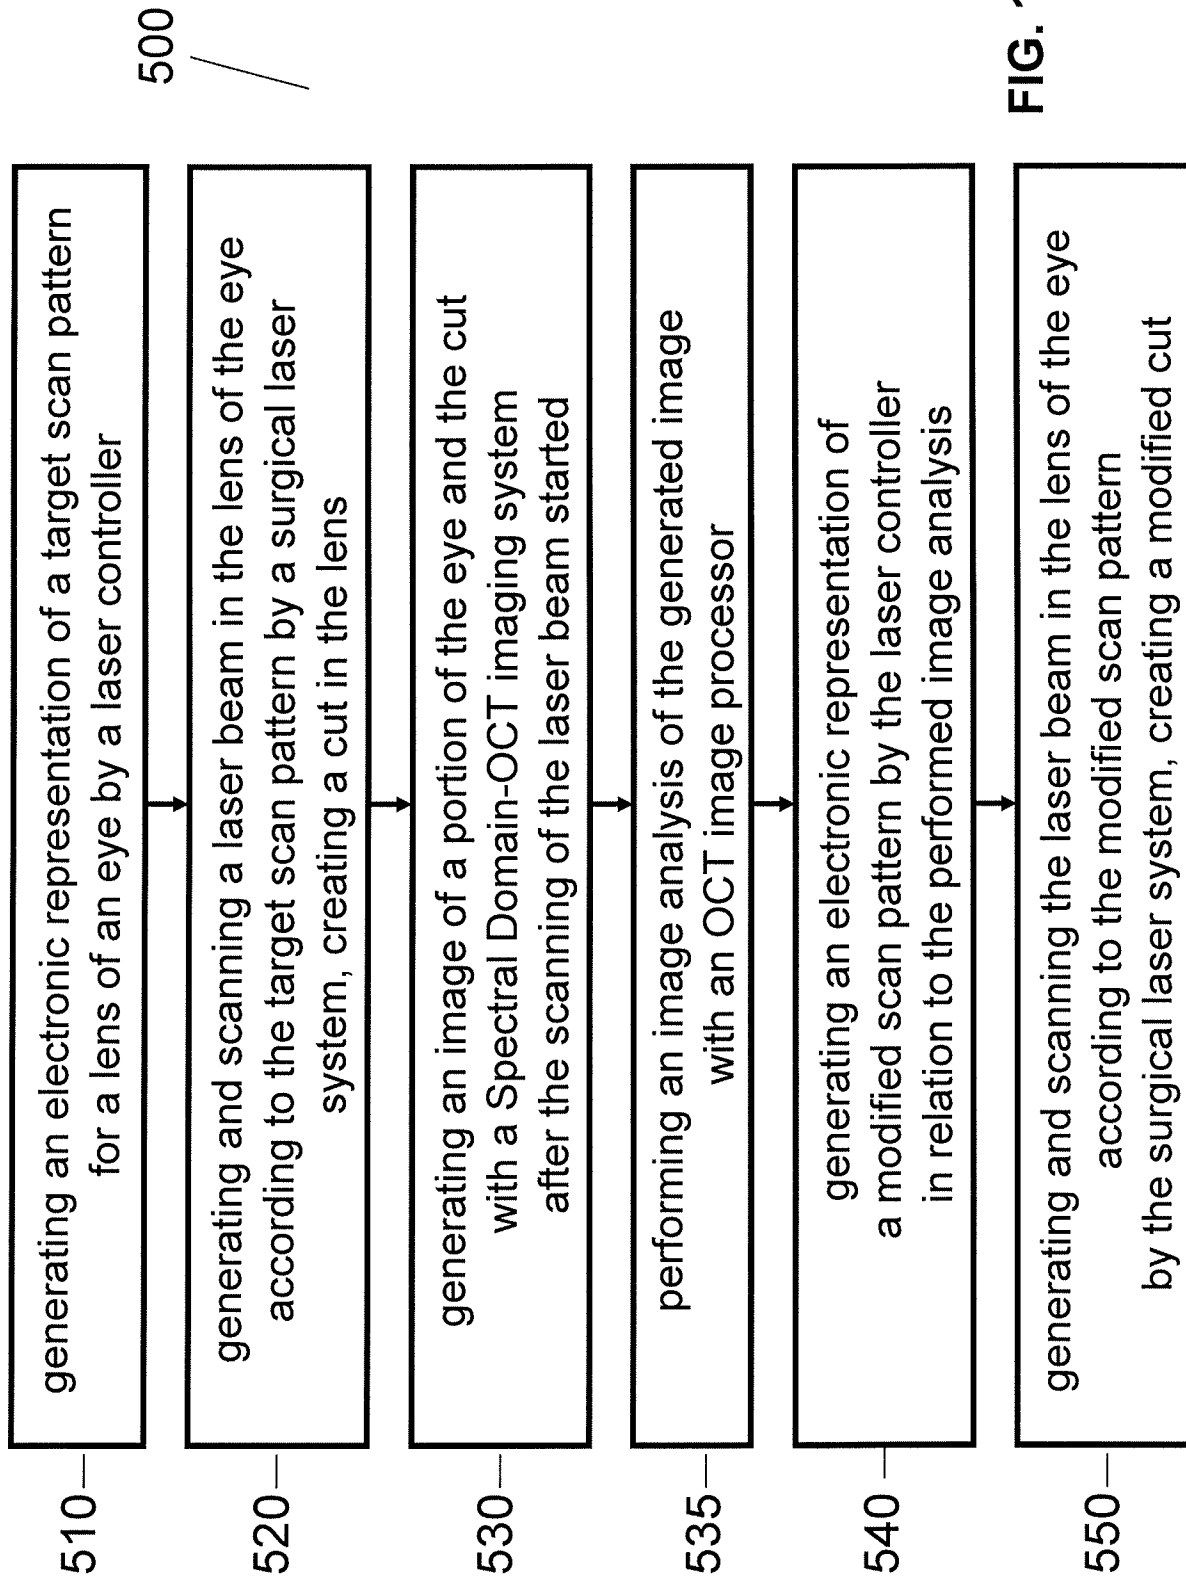 500
510
generating an electronic representation of a target scan pattern
for a lens of an eye by a laser controller
520
generating and scanning a laser beam in the lens of the eye
according to the target scan pattern by a surgical laser
system, creating a cut in the lens
530
generating an image of a portion of the eye and the cut
with a Spectral Domain-OCT imaging system
after the scanning of the laser beam started
535
performing an image analysis of the generated image
with an OCT image processor
540
generating an electronic representation of
a modified scan pattern by the laser controller
in relation to the performed image analysis
550
generating and scanning the laser beam in the lens of the eye
according to the modified scan pattern
by the surgical laser system, creating a modified cut
FIG.